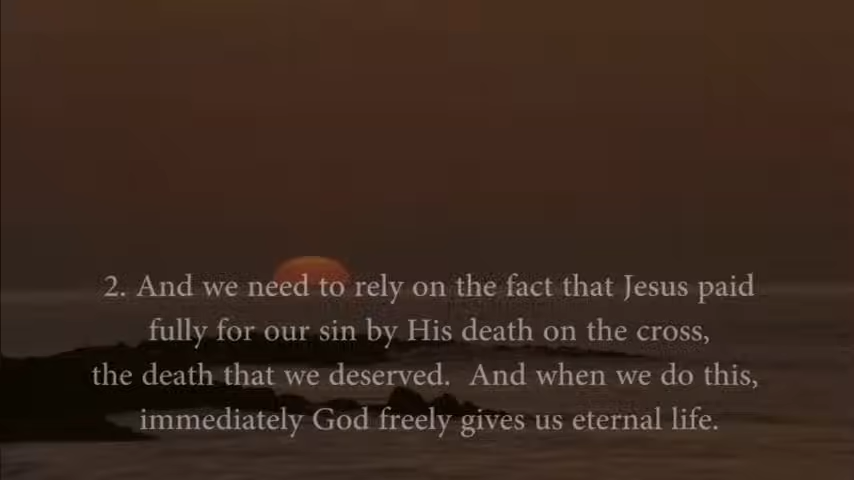 2. And we need to rely on the fact that Jesus paid
fully for our sin by His death on the cross,
the death that we deserved.  And when we do this,
immediately God freely gives us eternal life.